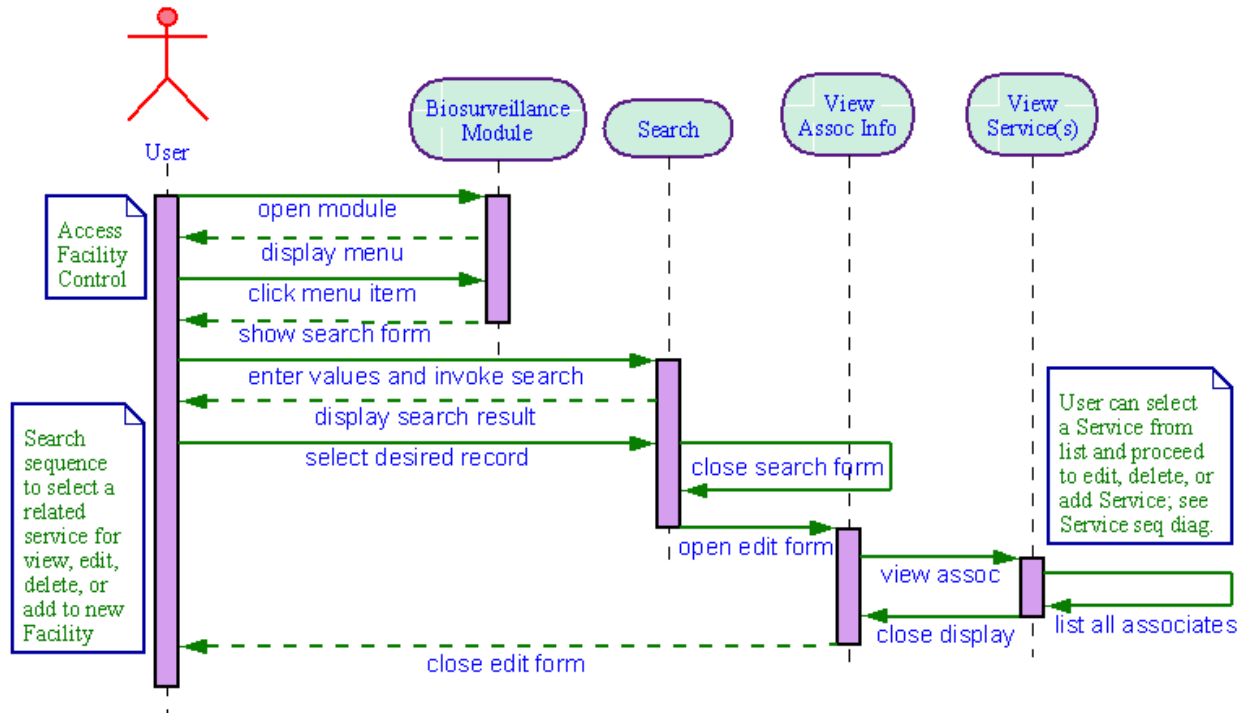 User
Biosurveillance
Module
Search
View
Assoc Info
View
Service(s)
Access
Facility
Control
open module
display menu
click menu item
show search form
enter values and invoke search
display search result
select desired record
close search form
Search
sequence
to select a
related
service for
view, edit,
delete, or
add to new
Facility
User can select
a Service from
list and proceed
to edit, delete, or
add Service; see
Service seq diag.
open edit form
view assoc
list all associates
close display
close edit form